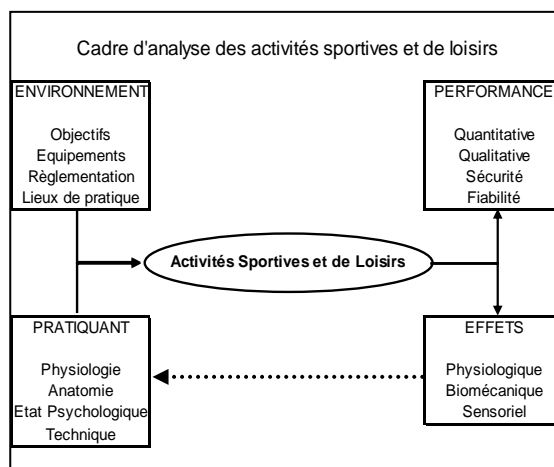 Cadre d'analyse des activités sportives et de loisirs
ENVIRONNEMENT
Objectifs
Equipements
Règlementation
Lieux de pratique
PERFORMANCE
Quantitative
Qualitative
Sécurité
Fiabilité
Activités Sportives et de Loisirs
PRATIQUANT
Physiologie
Anatomie
Etat Psychologique
Technique
EFFETS
Physiologique
Biomécanique
Sensoriel